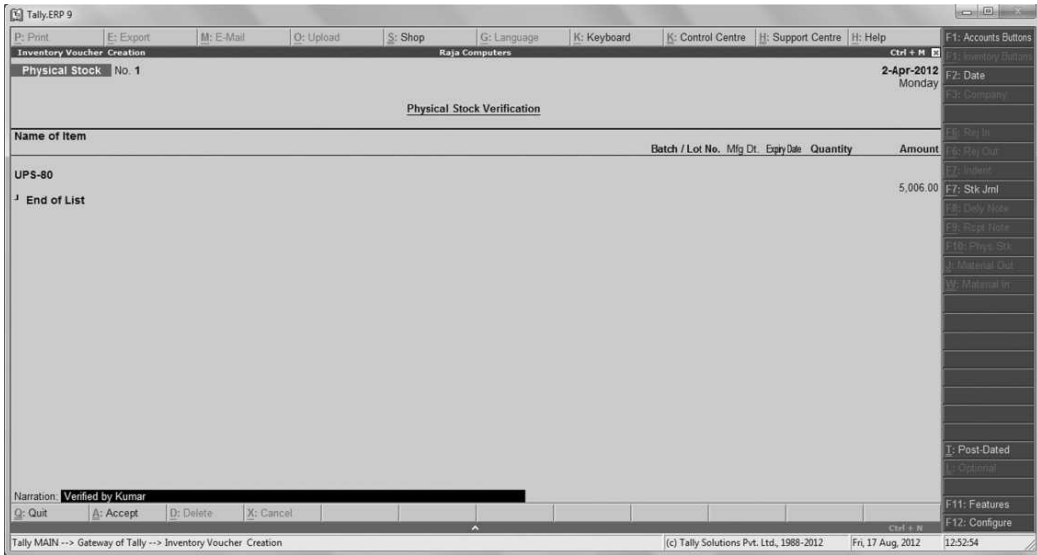 Tally.ERP 9
P: Print E: Export M: E-Mail O: Upload S: Shop G: Language K: Keyboard K: Control Centre H: Support Centre H: Help F1: Accounts Buttons
Inventory Voucher Creation Raja Computers Ctrl + M F1: Inventory Buttons
Physical Stock No. 1 2-Apr-2012 F2: Date
Monday
F3: Company
Physical Stock Verification
Name of Item F5: Rej In
Batch / Lot No. Mfg Dt. Expiry Date Quantity Amount F6: Rej Out
F7: Indent
UPS-80
5,006.00 F7: Stk Jrnl
End of List
F8: Delv Note
F9: Rcpt Note
F10: Phys Stk
J: Material Out
W: Material In
T: Post-Dated
L: Optional
Narration: Verified by Kumar
Q: Quit A: Accept D: Delete X: Cancel F11: Features
Ctrl + N F12: Configure
Tally MAIN --> Gateway of Tally --> Inventory Voucher Creation (c) Tally Solutions Pvt. Ltd., 1988-2012 Fri, 17 Aug, 2012 12:52:54